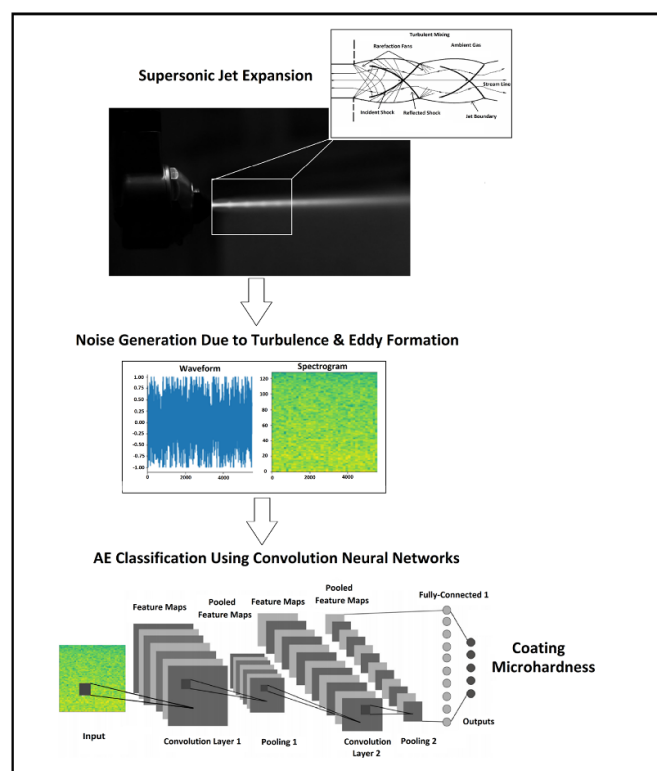 Turbulent Mixing
Rarefaction Fans
Ambient Gas
Stream Line
Incident Shock
Reflected Shock
Jet Boundary
Supersonic Jet Expansion
Noise Generation Due to Turbulence & Eddy Formation
Waveform
Spectrogram
1.00
0.75
0.50
0.25
0.00
-0.25
-0.50
-0.75
-1.00
0
2000
4000
120
100
80
60
40
20
0
0
2000
4000
AE Classification Using Convolution Neural Networks
Feature Maps
Pooled
Feature Maps
Feature Maps
Pooled
Feature Maps
Fully-Connected 1
Coating
Microhardness
Outputs
Input
Convolution Layer 1
Pooling 1
Convolution
Layer 2
Pooling 2